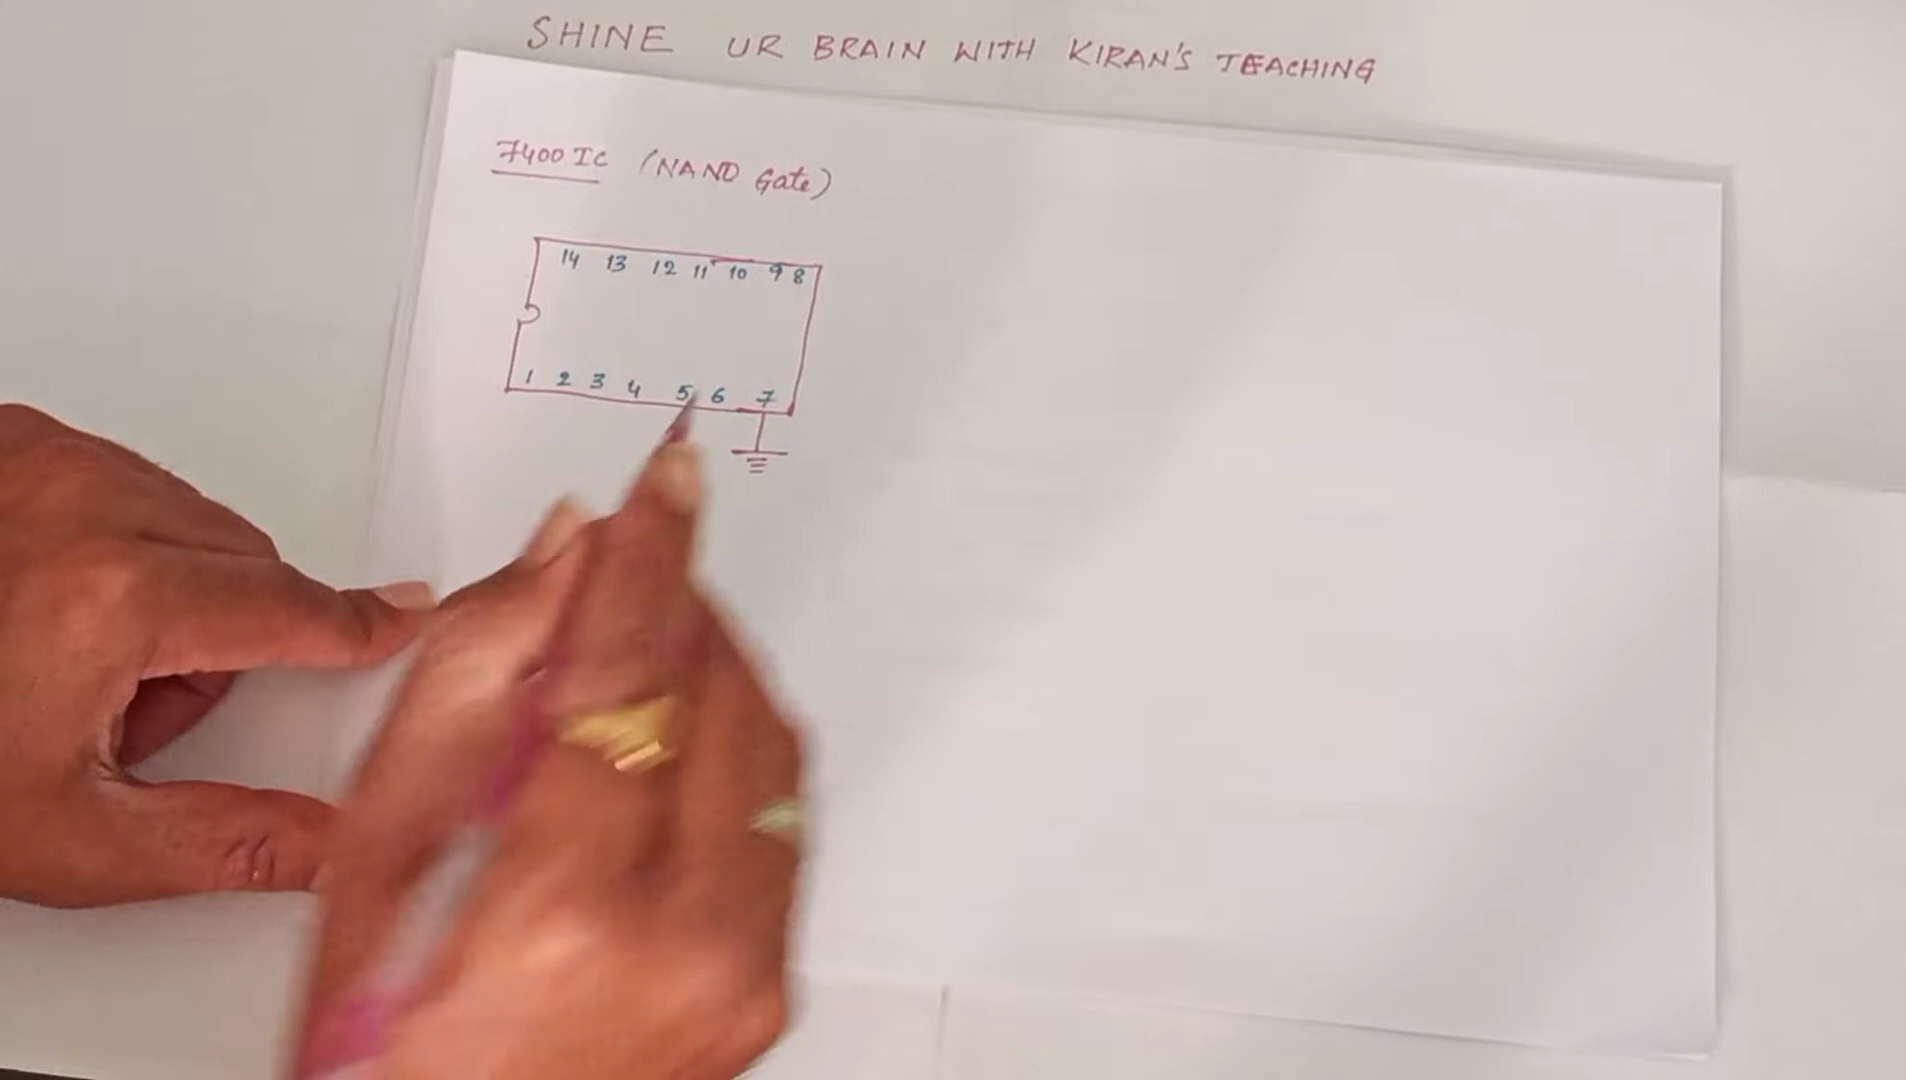 SHINE UR BRAIN WITH KIRAN'S TEACHING
7400 IC (NAND Gate)
14 13 12 11 10 9 8
1 2 3 4 5 6 7